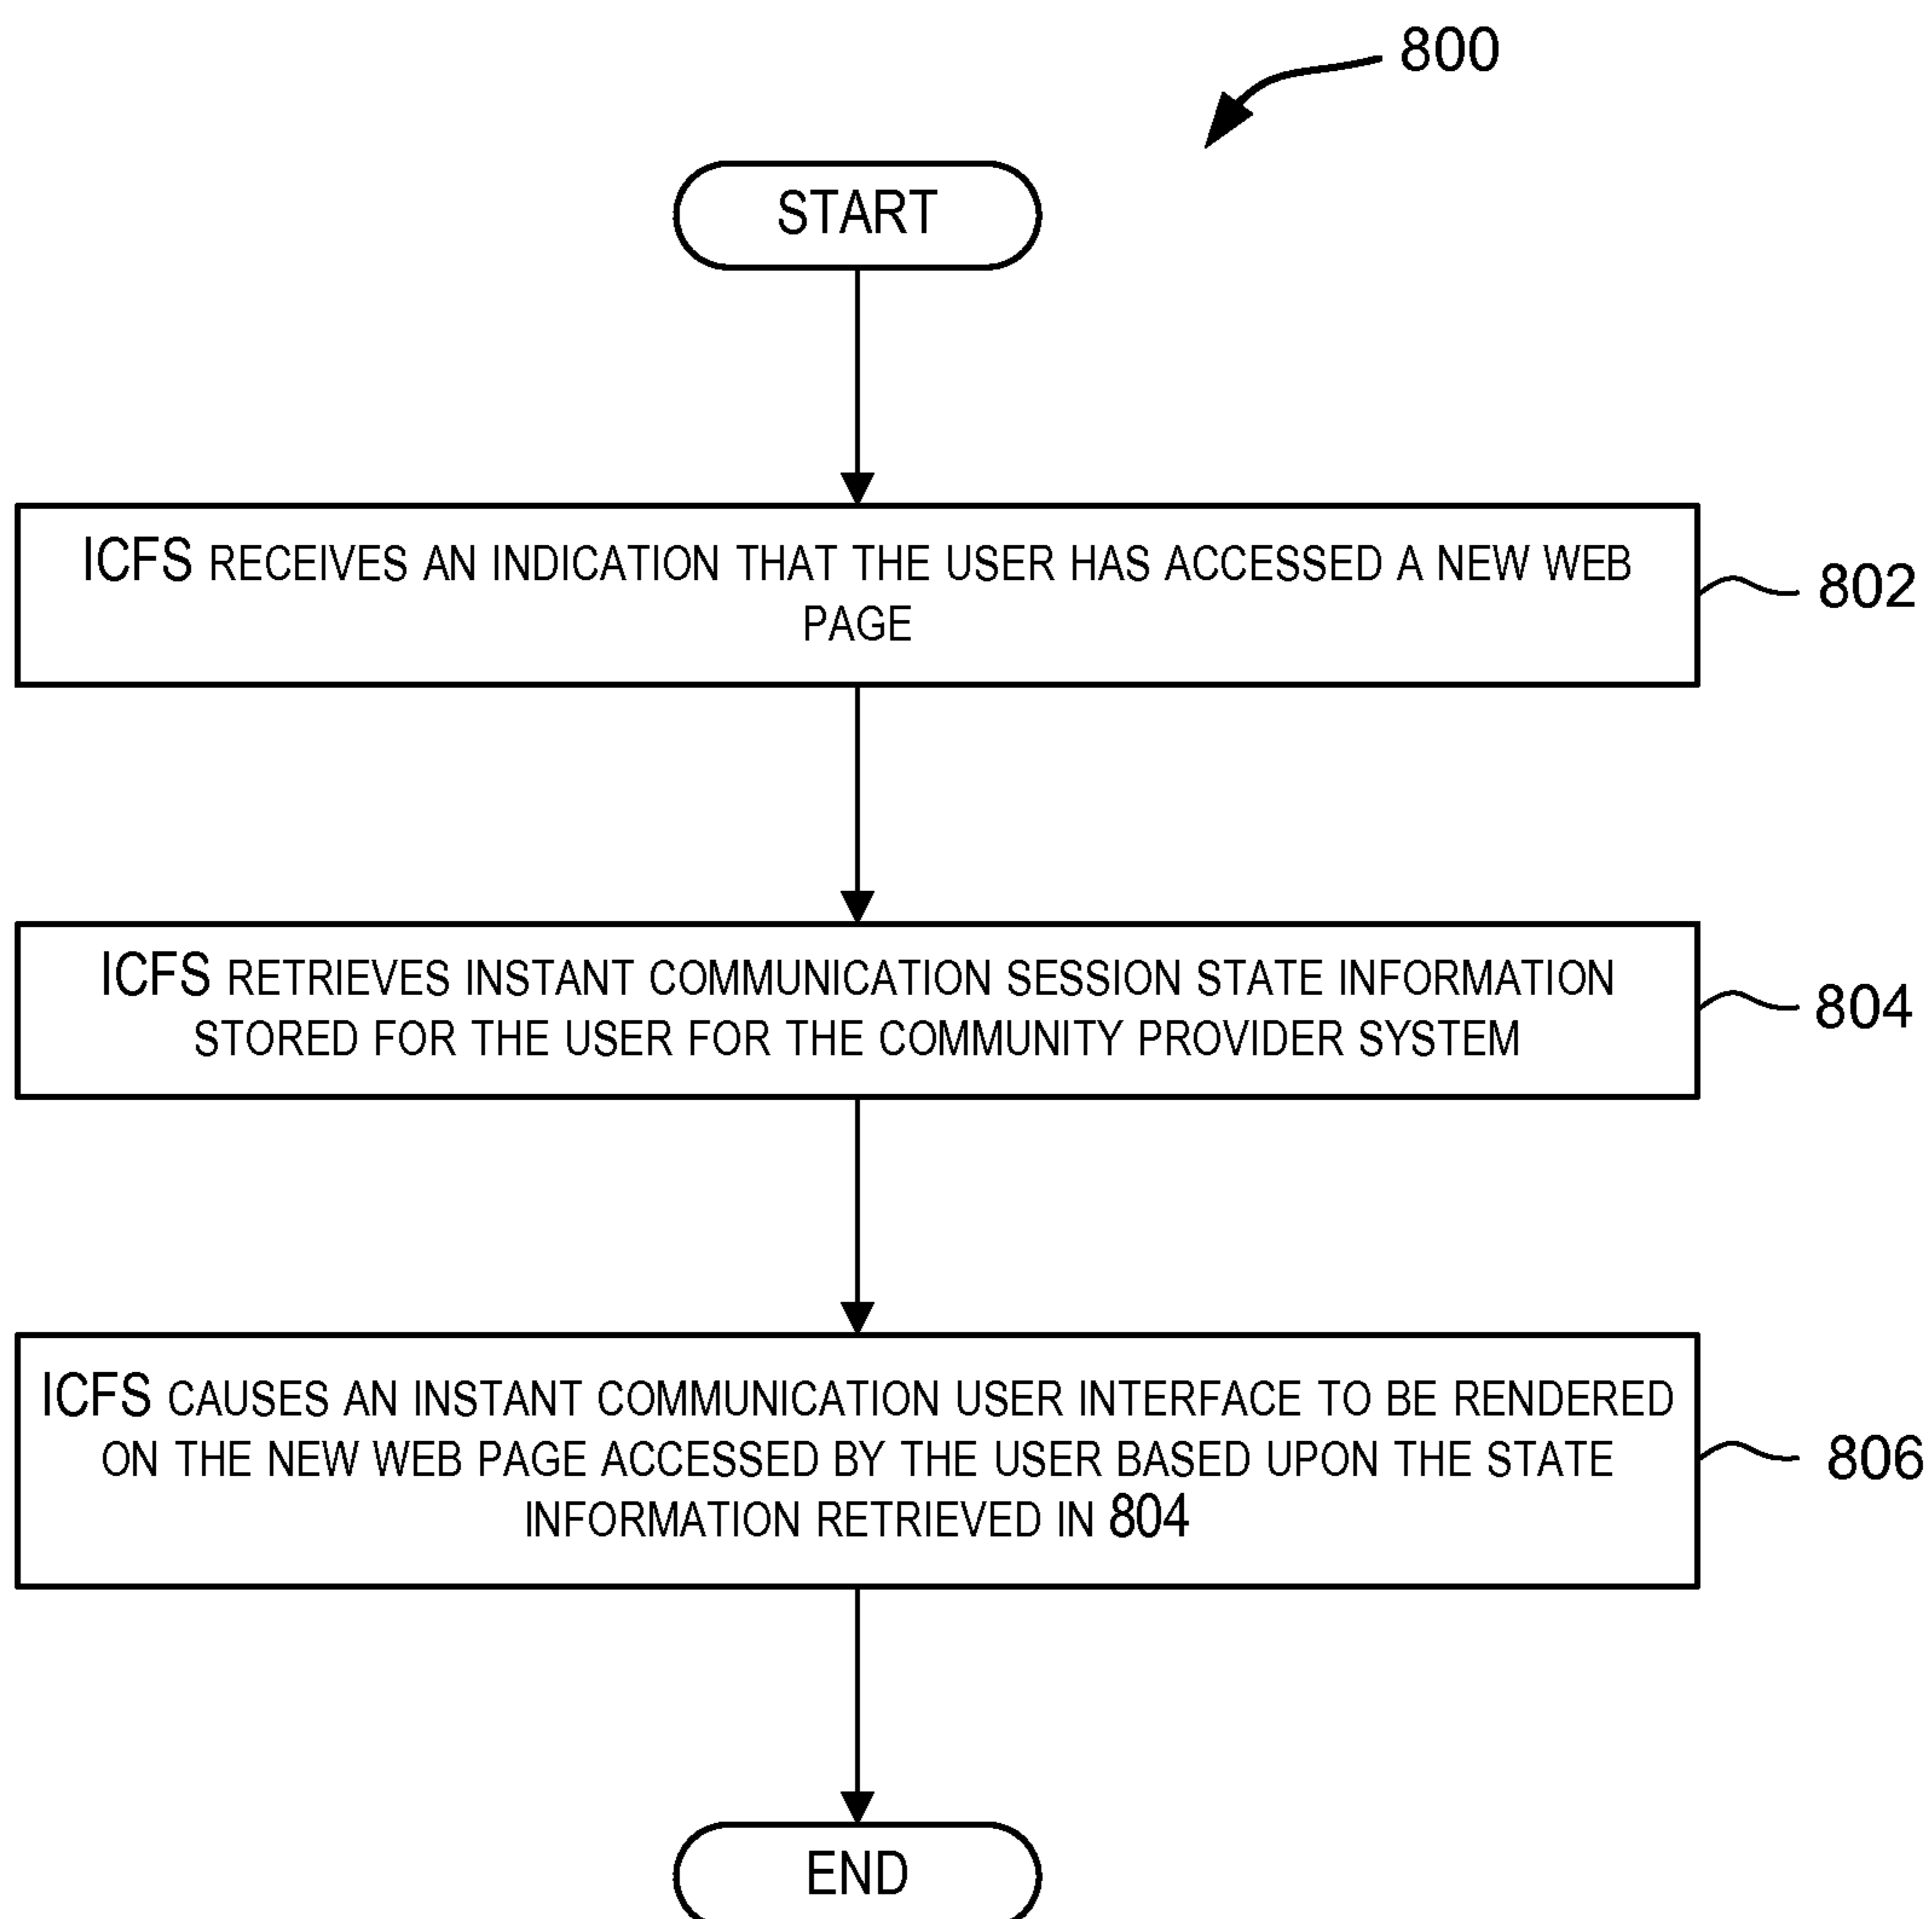 800
START
ICFS RECEIVES AN INDICATION THAT THE USER HAS ACCESSED A NEW WEB
PAGE
802
ICFS RETRIEVES INSTANT COMMUNICATION SESSION STATE INFORMATION
STORED FOR THE USER FOR THE COMMUNITY PROVIDER SYSTEM
804
ICFS CAUSES AN INSTANT COMMUNICATION USER INTERFACE TO BE RENDERED
ON THE NEW WEB PAGE ACCESSED BY THE USER BASED UPON THE STATE
INFORMATION RETRIEVED IN 804
806
END